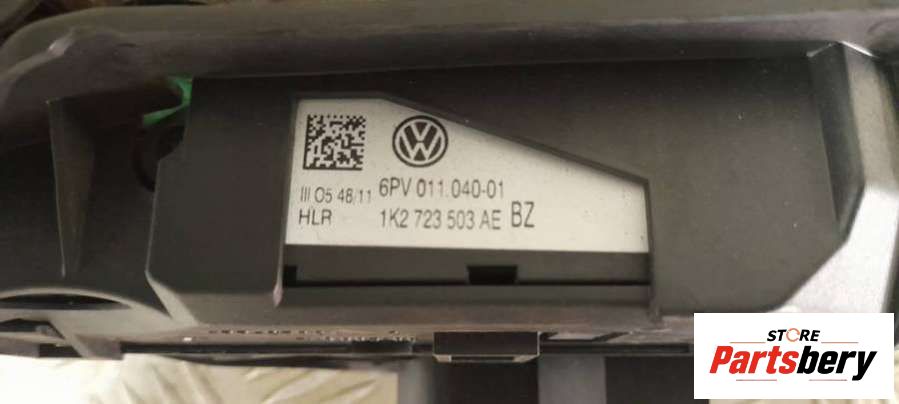 III 05 48/11
HLR
6PV 011.040-01
1K2 723 503 AE BZ
STORE
Partsbery